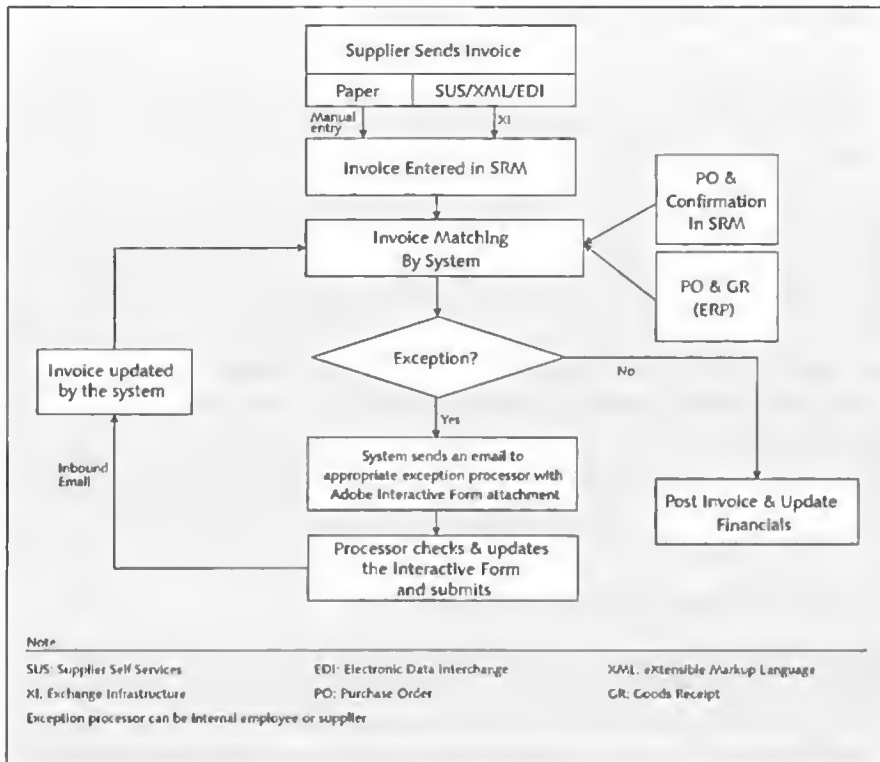 Supplier Sends Invoice
Paper
SUS/XML/EDI
Manual
entry
XI
Invoice Entered in SRM
PO &
Confirmation
In SRM
Invoice Matching
By System
PO & GR
(ERP)
Exception?
No
Invoice updated
by the system
Yes
Inbound
Email
System sends an email to
appropriate exception processor with
Adobe Interactive Form attachment
Post Invoice & Update
Financials
Processor checks & updates
the Interactive Form
and submits
Note
SUS: Supplier Self Services
EDI: Electronic Data Interchange
XML: eXtensible Markup Language
XI, Exchange Infrastructure
PO: Purchase Order
GR: Goods Receipt
Exception processor can be internal employee or supplier